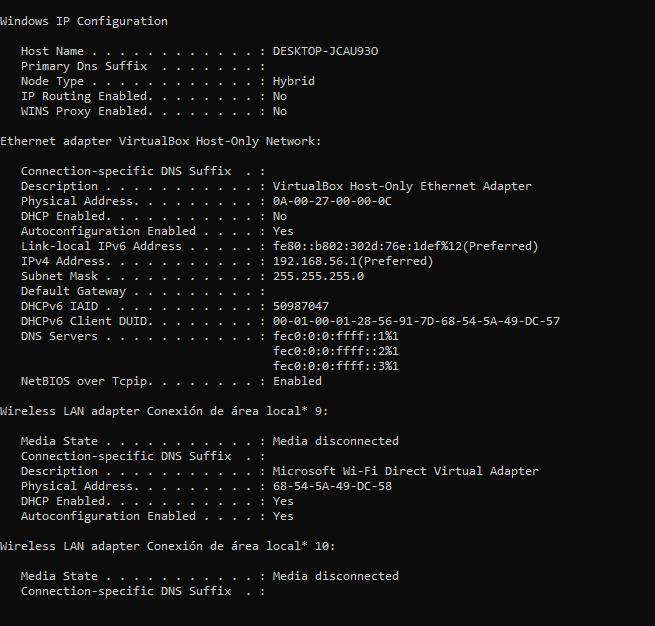 Windows IP Configuration
Host Name . . . . . . . . . . . . : DESKTOP-JCAU93O
Primary Dns Suffix  . . . . . . . :
Node Type . . . . . . . . . . . . : Hybrid
IP Routing Enabled. . . . . . . . : No
WINS Proxy Enabled. . . . . . . . : No
Ethernet adapter VirtualBox Host-Only Network:
Connection-specific DNS Suffix  . :
Description . . . . . . . . . . . : VirtualBox Host-Only Ethernet Adapter
Physical Address. . . . . . . . . : 0A-00-27-00-00-0C
DHCP Enabled. . . . . . . . . . . : No
Autoconfiguration Enabled . . . . : Yes
Link-local IPv6 Address . . . . . : fe80::b802:302d:76e:1def%12(Preferred)
IPv4 Address. . . . . . . . . . . : 192.168.56.1(Preferred)
Subnet Mask . . . . . . . . . . . : 255.255.255.0
Default Gateway . . . . . . . . . :
DHCPv6 IAID . . . . . . . . . . . : 50987047
DHCPv6 Client DUID. . . . . . . . : 00-01-00-01-28-56-91-7D-68-54-5A-49-DC-57
DNS Servers . . . . . . . . . . . : fec0:0:0:ffff::1%1
fec0:0:0:ffff::2%1
fec0:0:0:ffff::3%1
NetBIOS over Tcpip. . . . . . . . : Enabled
Wireless LAN adapter Conexión de área local* 9:
Media State . . . . . . . . . . . : Media disconnected
Connection-specific DNS Suffix  . :
Description . . . . . . . . . . . : Microsoft Wi-Fi Direct Virtual Adapter
Physical Address. . . . . . . . . : 68-54-5A-49-DC-58
DHCP Enabled. . . . . . . . . . . : Yes
Autoconfiguration Enabled . . . . : Yes
Wireless LAN adapter Conexión de área local* 10:
Media State . . . . . . . . . . . : Media disconnected
Connection-specific DNS Suffix  . :